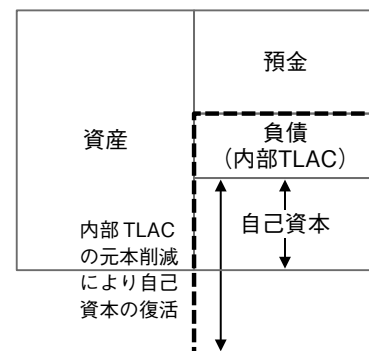 預金
資産
負債
（内部TLAC）
自己資本
内部 TLAC
の元本削減
により自己
資本の復活